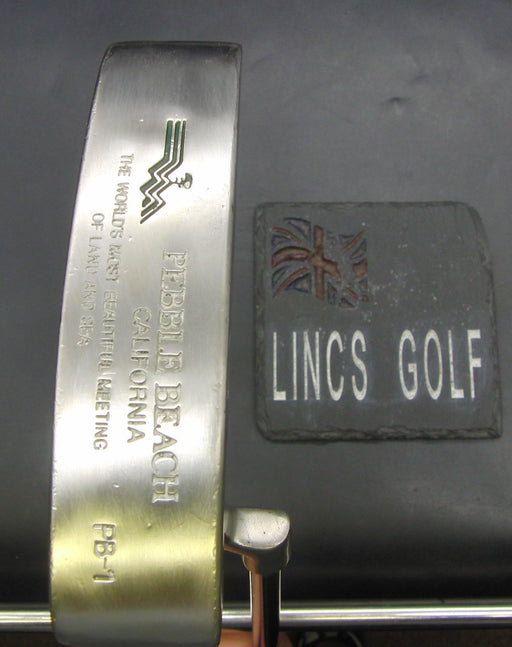 PEBBLE BEACH
CALIFORNIA
THE WORLD'S MOST BEAUTIFUL MEETING
OF LAND AND SEA
PB-1
LINCS GOLF